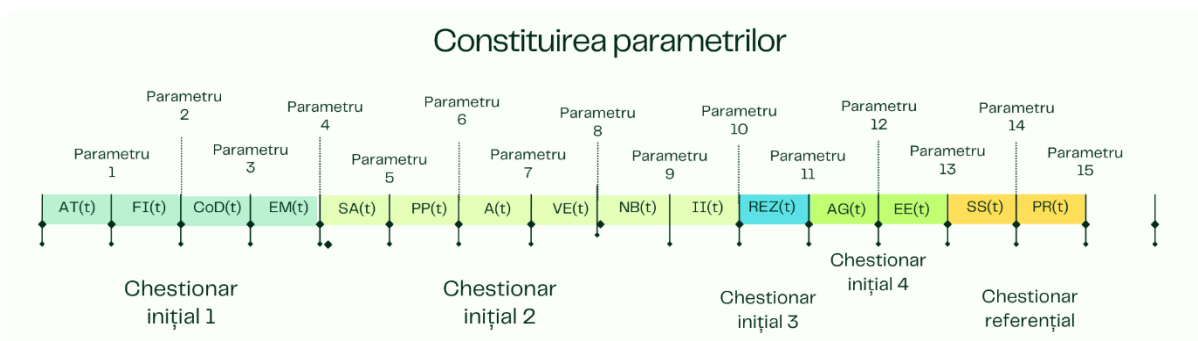 Constituirea parametrilor
Parametru
1
Parametru
2
Parametru
3
Parametru
4
Parametru
5
Parametru
6
Parametru
7
Parametru
8
Parametru
9
Parametru
10
Parametru
11
Parametru
12
Parametru
13
Parametru
14
Parametru
15
AT(t) FI(t) CoD(t) EM(t) SA(t) PP(t) A(t) VE(t) NB(t) II(t) REZ(t) AG(t) EE(t) SS(t) PR(t)
Chestionar
inițial 1
Chestionar
inițial 2
Chestionar
inițial 3
Chestionar
inițial 4
Chestionar
referențial